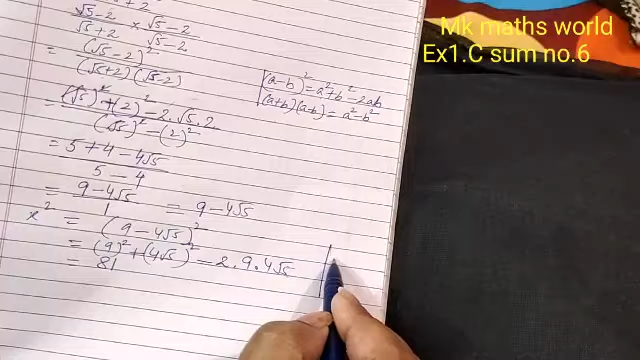 Mk maths world
Ex1.C sum no.6
√5-2 / √5+2 × √5-2 / √5-2
= (√5-2)² / (√5+2)(√5-2)
(a-b)² = a²+b²-2ab
(a+b)(a-b) = a²-b²
= (√5)²+(2)²-2.√5.2 / (√5)²-(2)²
= 5+4-4√5 / 5-4
= 9-4√5 / 1 = 9-4√5
x² = (9-4√5)²
= (9)²+(4√5)²-2.9.4√5
= 81